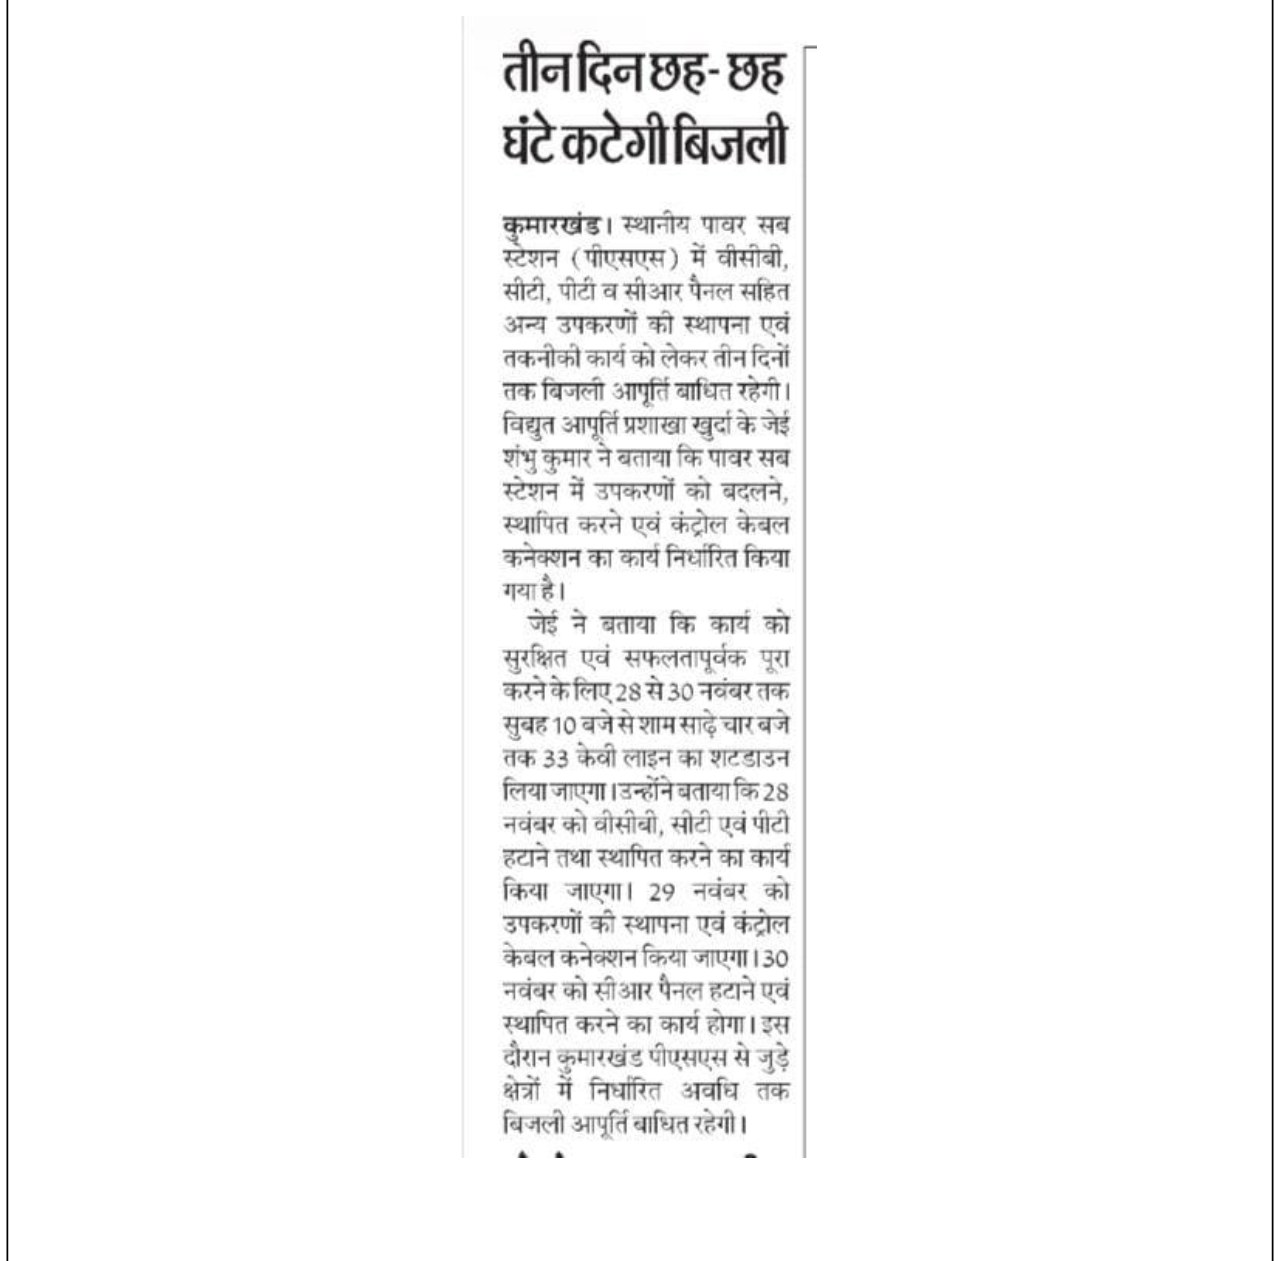 तीन दिन छह- छह
घंटे कटेगी बिजली
कुमारखंड। स्थानीय पावर सब
स्टेशन (पीएसएस) में वीसीबी,
सीटी, पीटी व सीआर पैनल सहित
अन्य उपकरणों की स्थापना एवं
तकनीकी कार्य को लेकर तीन दिनों
तक बिजली आपूर्ति बाधित रहेगी।
विद्युत आपूर्ति प्रशाखा खुर्दा के जेई
शंभु कुमार ने बताया कि पावर सब
स्टेशन में उपकरणों को बदलने,
स्थापित करने एवं कंट्रोल केबल
कनेक्शन का कार्य निर्धारित किया
गया है।
जेई ने बताया कि कार्य को
सुरक्षित एवं सफलतापूर्वक पूरा
करने के लिए 28 से 30 नवंबर तक
सुबह 10 बजे से शाम साढ़े चार बजे
तक 33 केवी लाइन का शटडाउन
लिया जाएगा। उन्होंने बताया कि 28
नवंबर को वीसीबी, सीटी एवं पीटी
हटाने तथा स्थापित करने का कार्य
किया जाएगा। 29 नवंबर को
उपकरणों की स्थापना एवं कंट्रोल
केबल कनेक्शन किया जाएगा। 30
नवंबर को सीआर पैनल हटाने एवं
स्थापित करने का कार्य होगा। इस
दौरान कुमारखंड पीएसएस से जुड़े
क्षेत्रों में निर्धारित अवधि तक
बिजली आपूर्ति बाधित रहेगी।